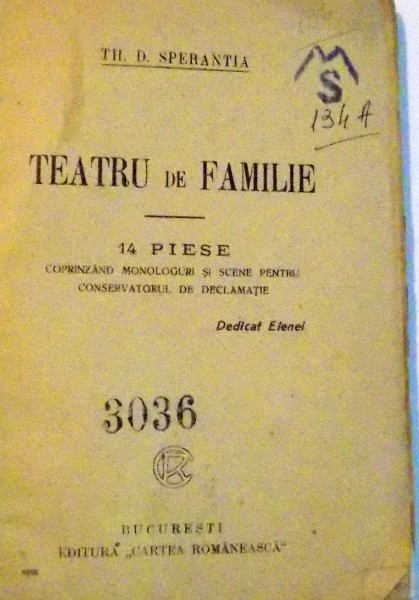 TH. D. SPERANTIA
M
S
134 A
TEATRU DE FAMILIE
14 PIESE
COPRINZÂND MONOLOGURI ȘI SCENE PENTRU
CONSERVATORUL DE DECLAMAȚIE
Dedicat Elenei
3036
BUCUREȘTI
EDITURA „CARTEA ROMÂNEASCĂ"